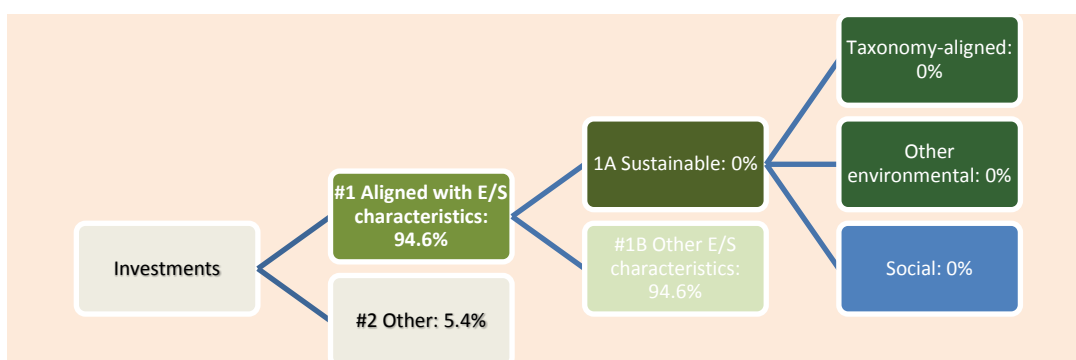 Investments
#1 Aligned with E/S
characteristics:
94.6%
#2 Other: 5.4%
1A Sustainable: 0%
#1B Other E/S
characteristics:
94.6%
Taxonomy-aligned:
0%
Other
environmental: 0%
Social: 0%